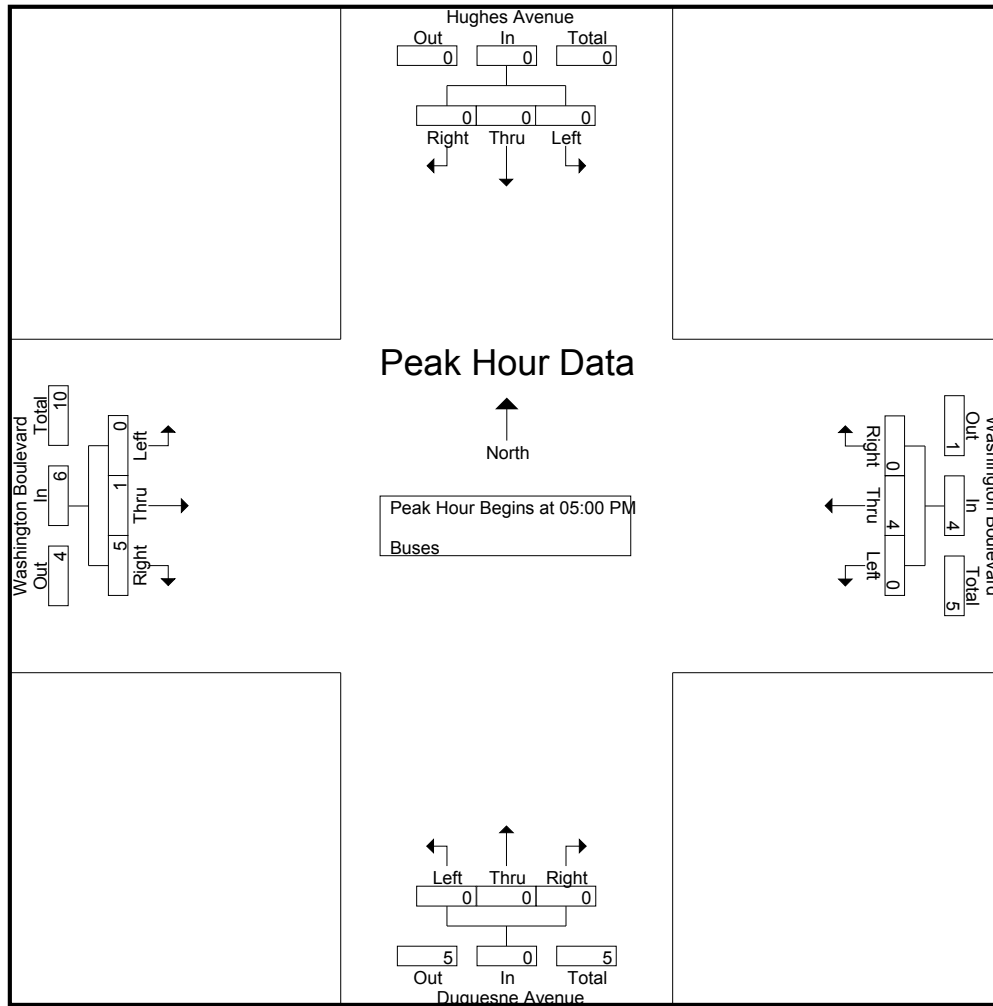 Hughes Avenue
Out In Total
0 0 0
0 0 0
Right Thru Left
Peak Hour Data
North
Peak Hour Begins at 05:00 PM
Buses
Washington Boulevard
Total In Out
10 6 4
0 1 5
Left Thru Right
Washington Boulevard
Out In Total
1 4 5
0 4 0
Right Thru Left
Left Thru Right
0 0 0
5 0 5
Out In Total
Duquesne Avenue